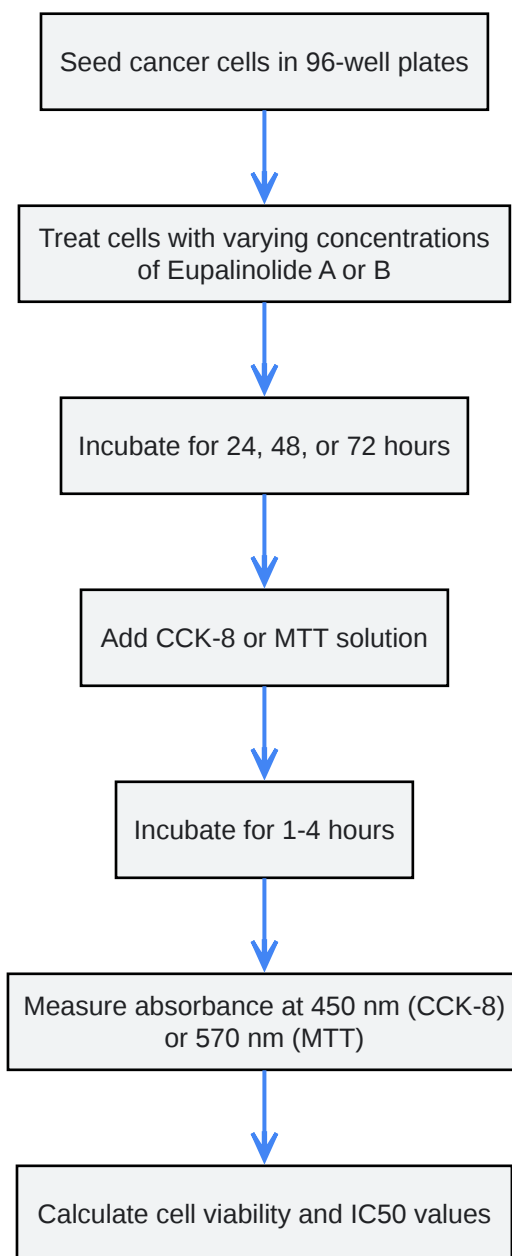 Seed cancer cells in 96-well plates
Treat cells with varying concentrations
of Eupalinolide A or B
Incubate for 24, 48, or 72 hours
Add CCK-8 or MTT solution
Incubate for 1-4 hours
Measure absorbance at 450 nm (CCK-8)
or 570 nm (MTT)
Calculate cell viability and IC50 values